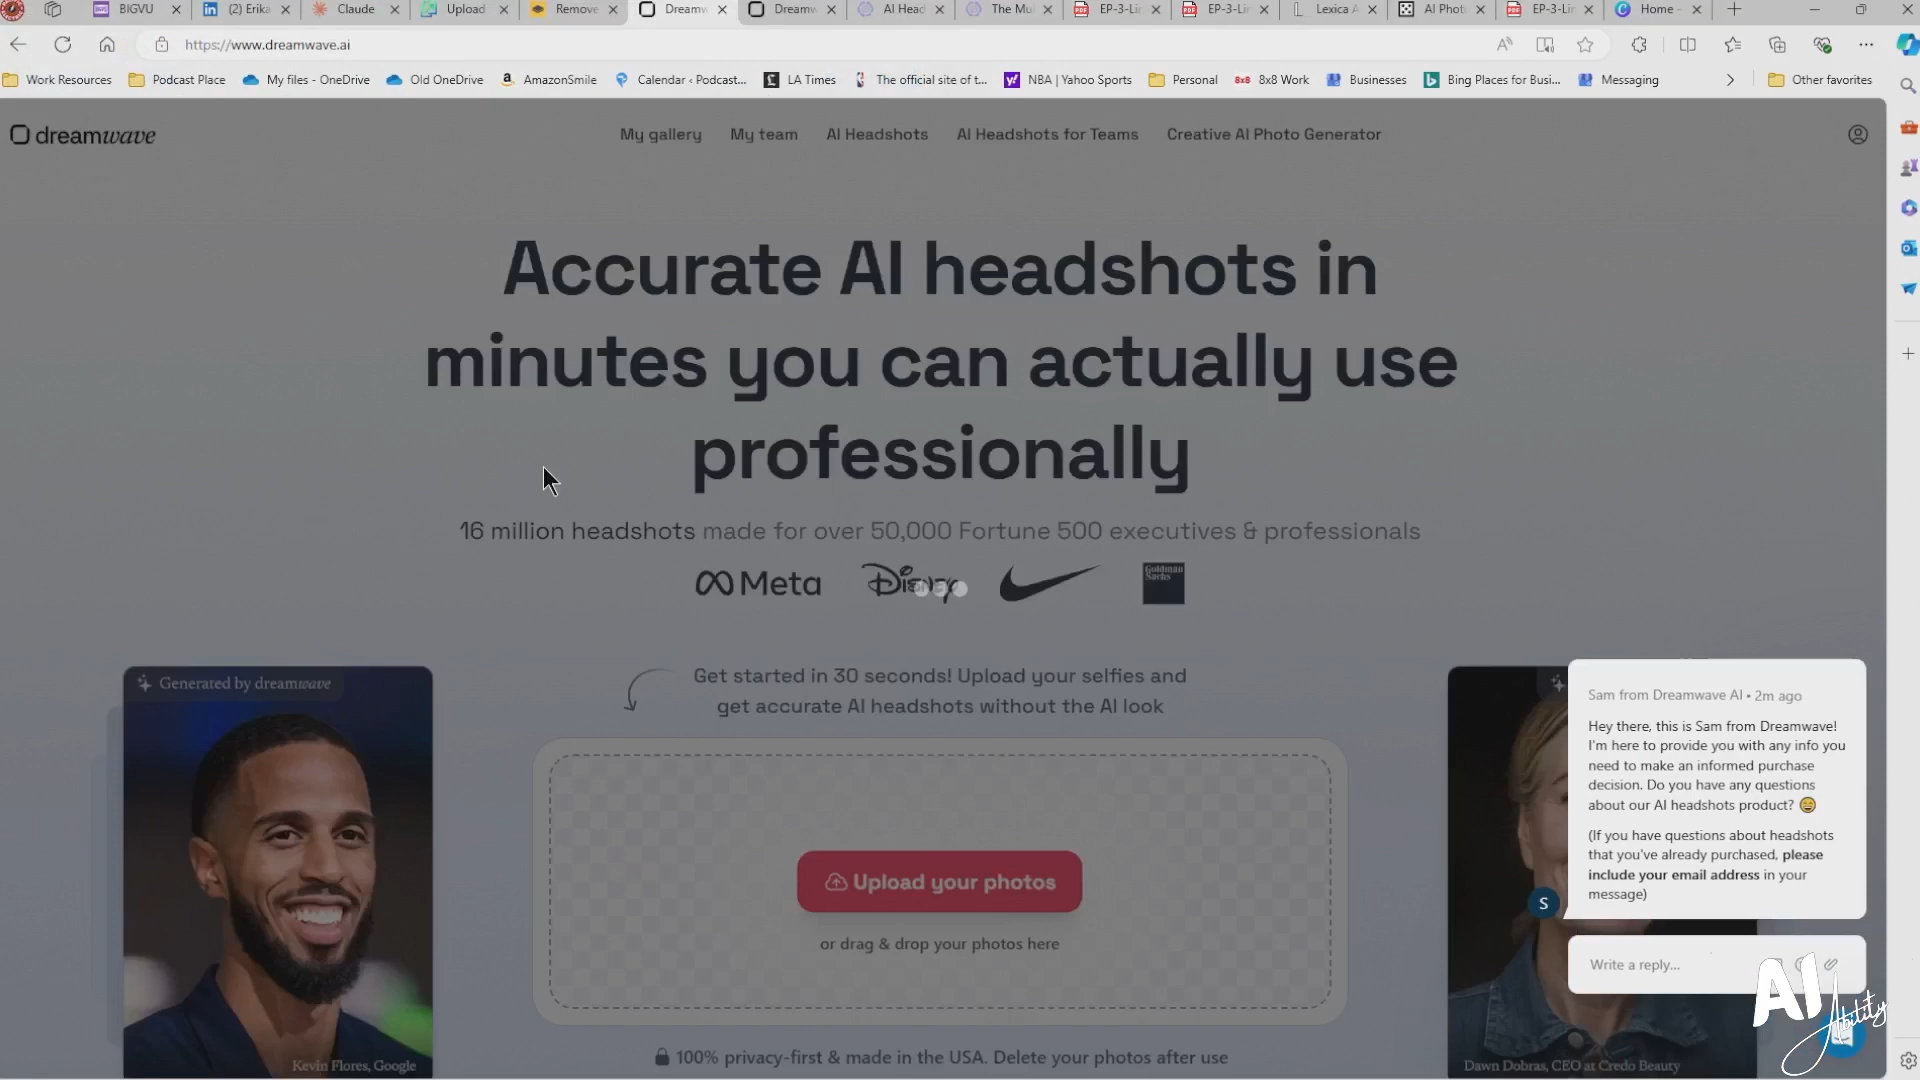 BIGVU
(2) Erika
Claude
Upload
Remove
Dreamw
Dreamw
AI Head
The Mu
EP-3-Lin
EP-3-Lin
Lexica A
AI Phot
EP-3-Lin
Home -
https://www.dreamwave.ai
Work Resources
Podcast Place
My files - OneDrive
Old OneDrive
AmazonSmile
Calendar ‹ Podcast...
LA Times
The official site of t...
NBA | Yahoo Sports
Personal
8x8 8x8 Work
Businesses
Bing Places for Busi...
Messaging
Other favorites
dreamwave
My gallery
My team
AI Headshots
AI Headshots for Teams
Creative AI Photo Generator
Accurate AI headshots in
minutes you can actually use
professionally
16 million headshots made for over 50,000 Fortune 500 executives & professionals
Meta
Disney
Goldman
Sachs
Get started in 30 seconds! Upload your selfies and
get accurate AI headshots without the AI look
Generated by dreamwave
Kevin Flores, Google
Upload your photos
or drag & drop your photos here
100% privacy-first & made in the USA. Delete your photos after use
Dawn Dobras, CEO at Credo Beauty
Sam from Dreamwave AI • 2m ago
Hey there, this is Sam from Dreamwave!
I'm here to provide you with any info you
need to make an informed purchase
decision. Do you have any questions
about our AI headshots product? 😄
(If you have questions about headshots
that you've already purchased, please
include your email address in your
message)
S
Write a reply...
AI
Ability